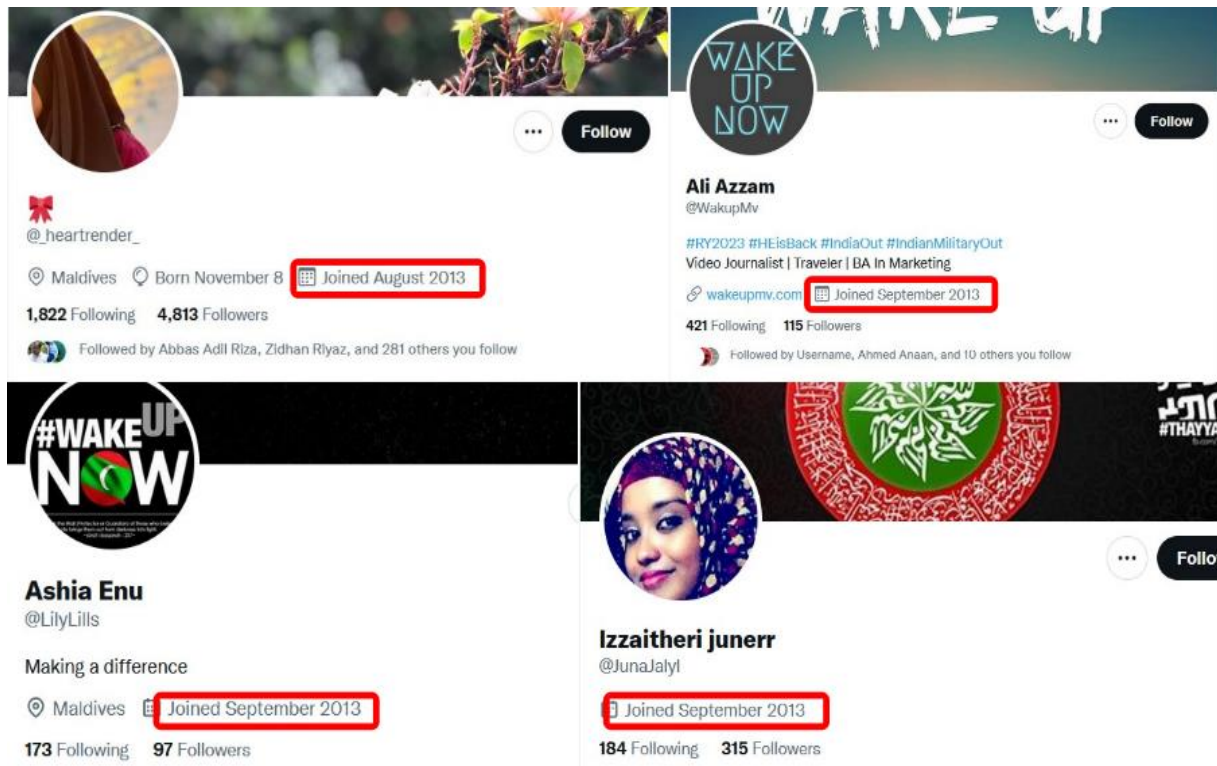 Follow
🎀
@_heartrender_
Maldives Born November 8 Joined August 2013
1,822 Following 4,813 Followers
Followed by Abbas Adil Riza, Zidhan Riyaz, and 281 others you follow
WAKE UP
WAKE
UP
NOW
Follow
Ali Azzam
@WakupMv
#RY2023 #HEisBack #IndiaOut #IndianMilitaryOut
Video Journalist | Traveler | BA In Marketing
wakeupmv.com Joined September 2013
421 Following 115 Followers
Followed by Username, Ahmed Anaan, and 10 others you follow
#WAKE UP
NOW
Ashia Enu
@LilyLills
Making a difference
Maldives Joined September 2013
173 Following 97 Followers
#THAYYA
Follo
Izzaitheri junerr
@JunaJalyl
Joined September 2013
184 Following 315 Followers